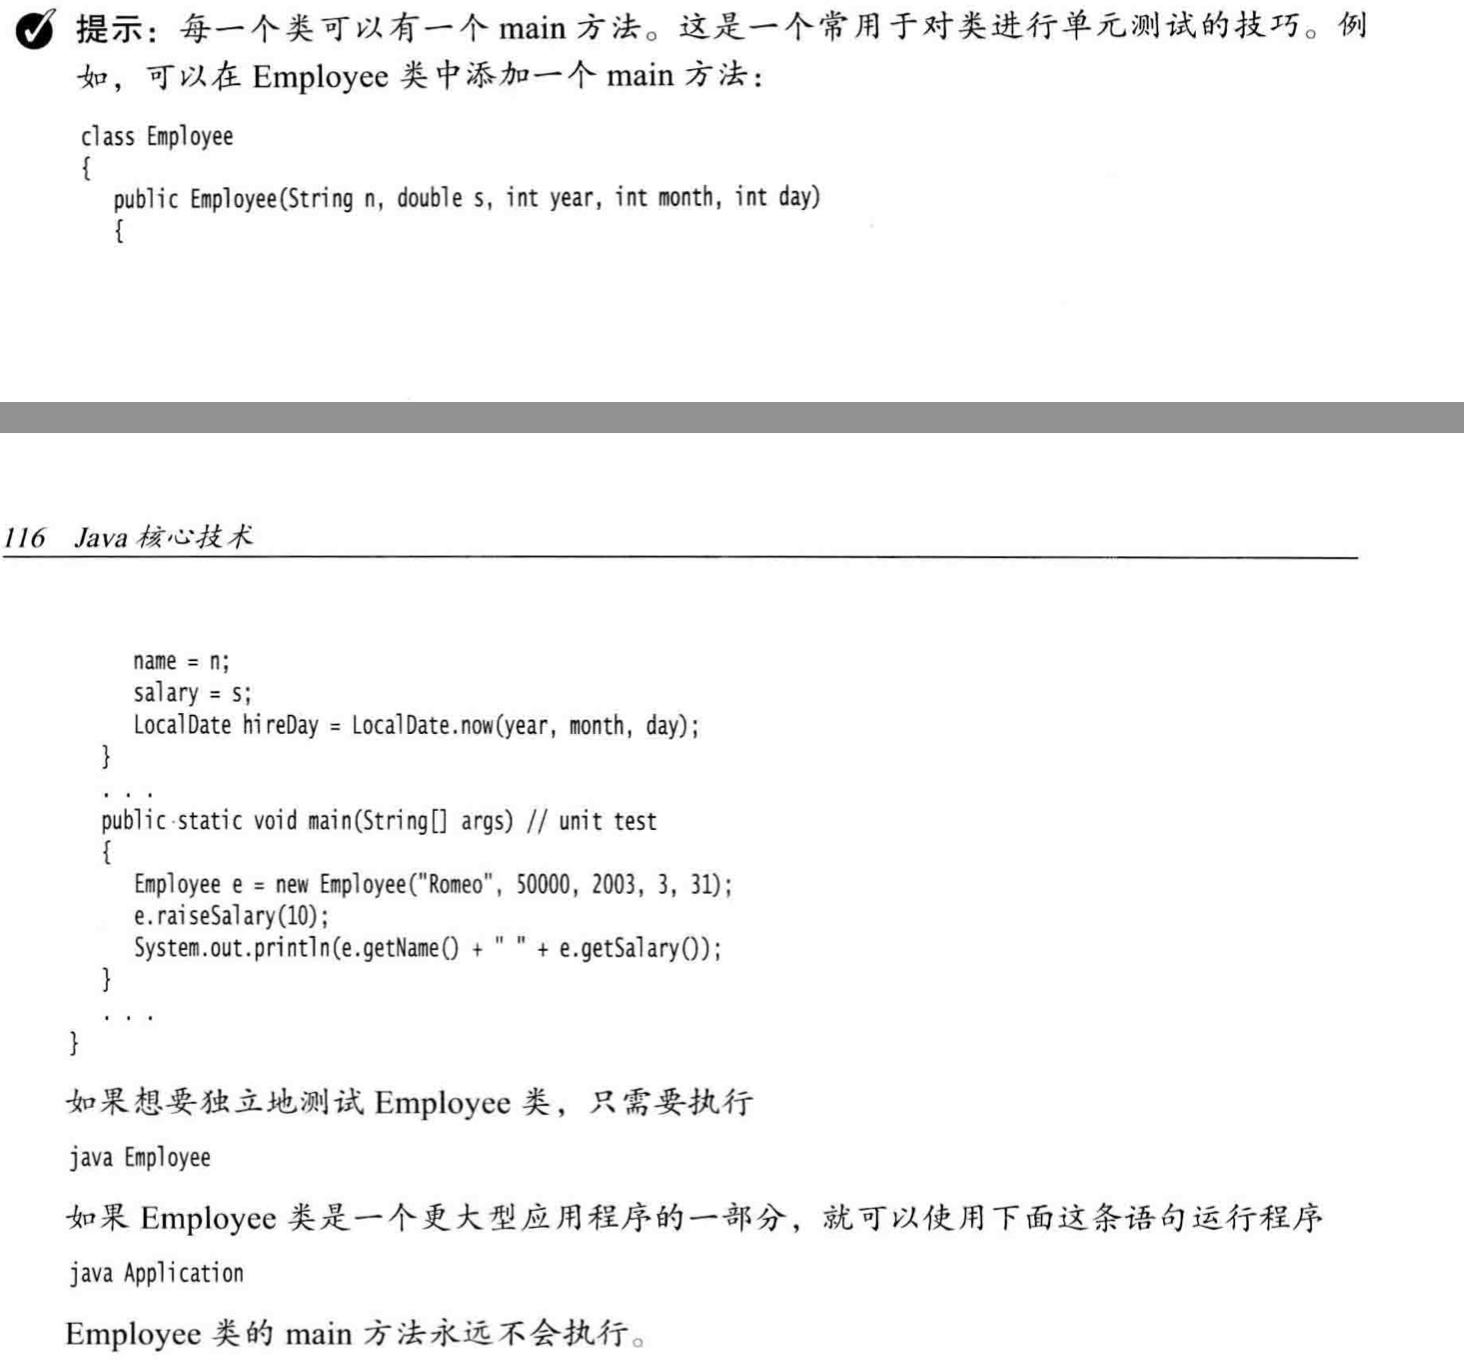 提示：每一个类可以有一个 main 方法。这是一个常用于对类进行单元测试的技巧。例
如，可以在 Employee 类中添加一个 main 方法：
class Employee
{
public Employee(String n, double s, int year, int month, int day)
{
116 Java 核心技术
name = n;
salary = s;
LocalDate hireDay = LocalDate.now(year, month, day);
}
. . .
public static void main(String[] args) // unit test
{
Employee e = new Employee("Romeo", 50000, 2003, 3, 31);
e.raiseSalary(10);
System.out.println(e.getName() + " " + e.getSalary());
}
. . .
}
如果想要独立地测试 Employee 类，只需要执行
java Employee
如果 Employee 类是一个更大型应用程序的一部分，就可以使用下面这条语句运行程序
java Application
Employee 类的 main 方法永远不会执行。